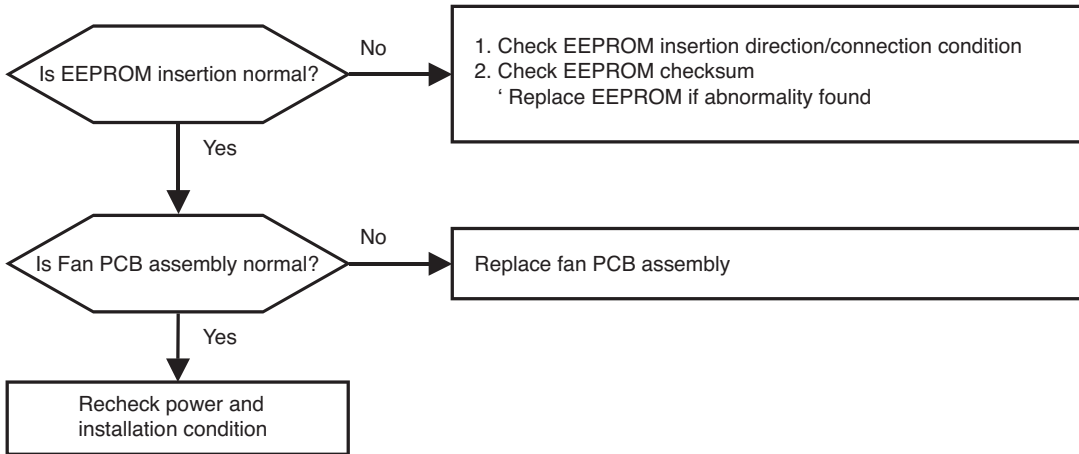 Is EEPROM insertion normal?
No
1. Check EEPROM insertion direction/connection condition
2. Check EEPROM checksum
‘ Replace EEPROM if abnormality found
Yes
Is Fan PCB assembly normal?
No
Replace fan PCB assembly
Yes
Recheck power and
installation condition